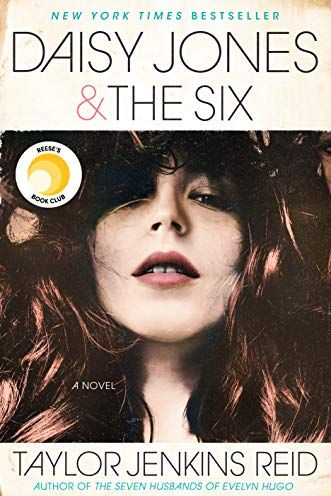 NEW YORK TIMES BESTSELLER
DAISY JONES
& THE SIX
REESE'S
BOOK CLUB
A NOVEL
TAYLOR JENKINS REID
AUTHOR OF THE SEVEN HUSBANDS OF EVELYN HUGO